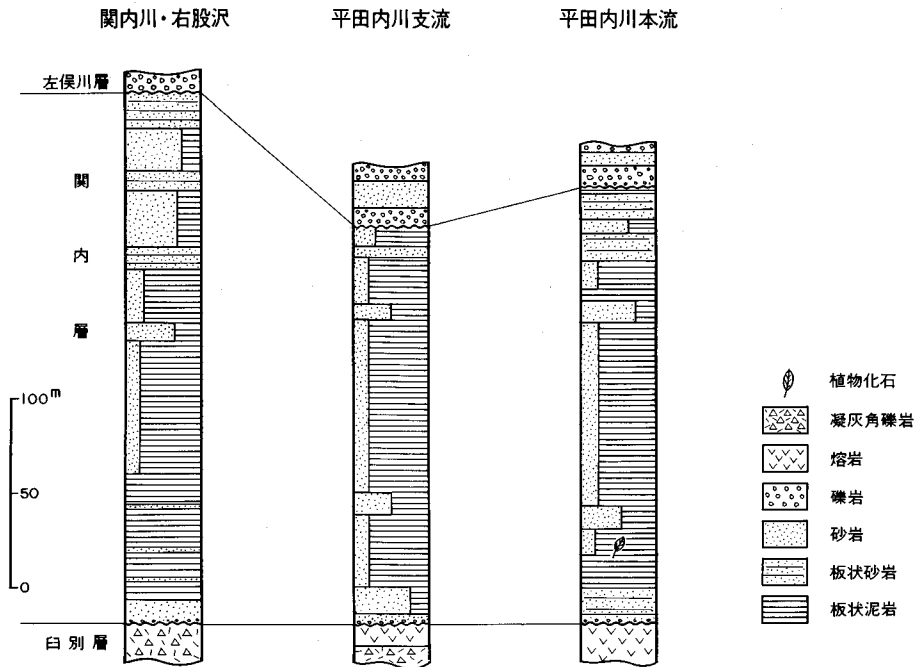 関内川・右股沢
平田内川支流
平田内川本流
左俣川層
関内層
臼別層
100m
50
0
植物化石
凝灰角礫岩
熔岩
礫岩
砂岩
板状砂岩
板状泥岩